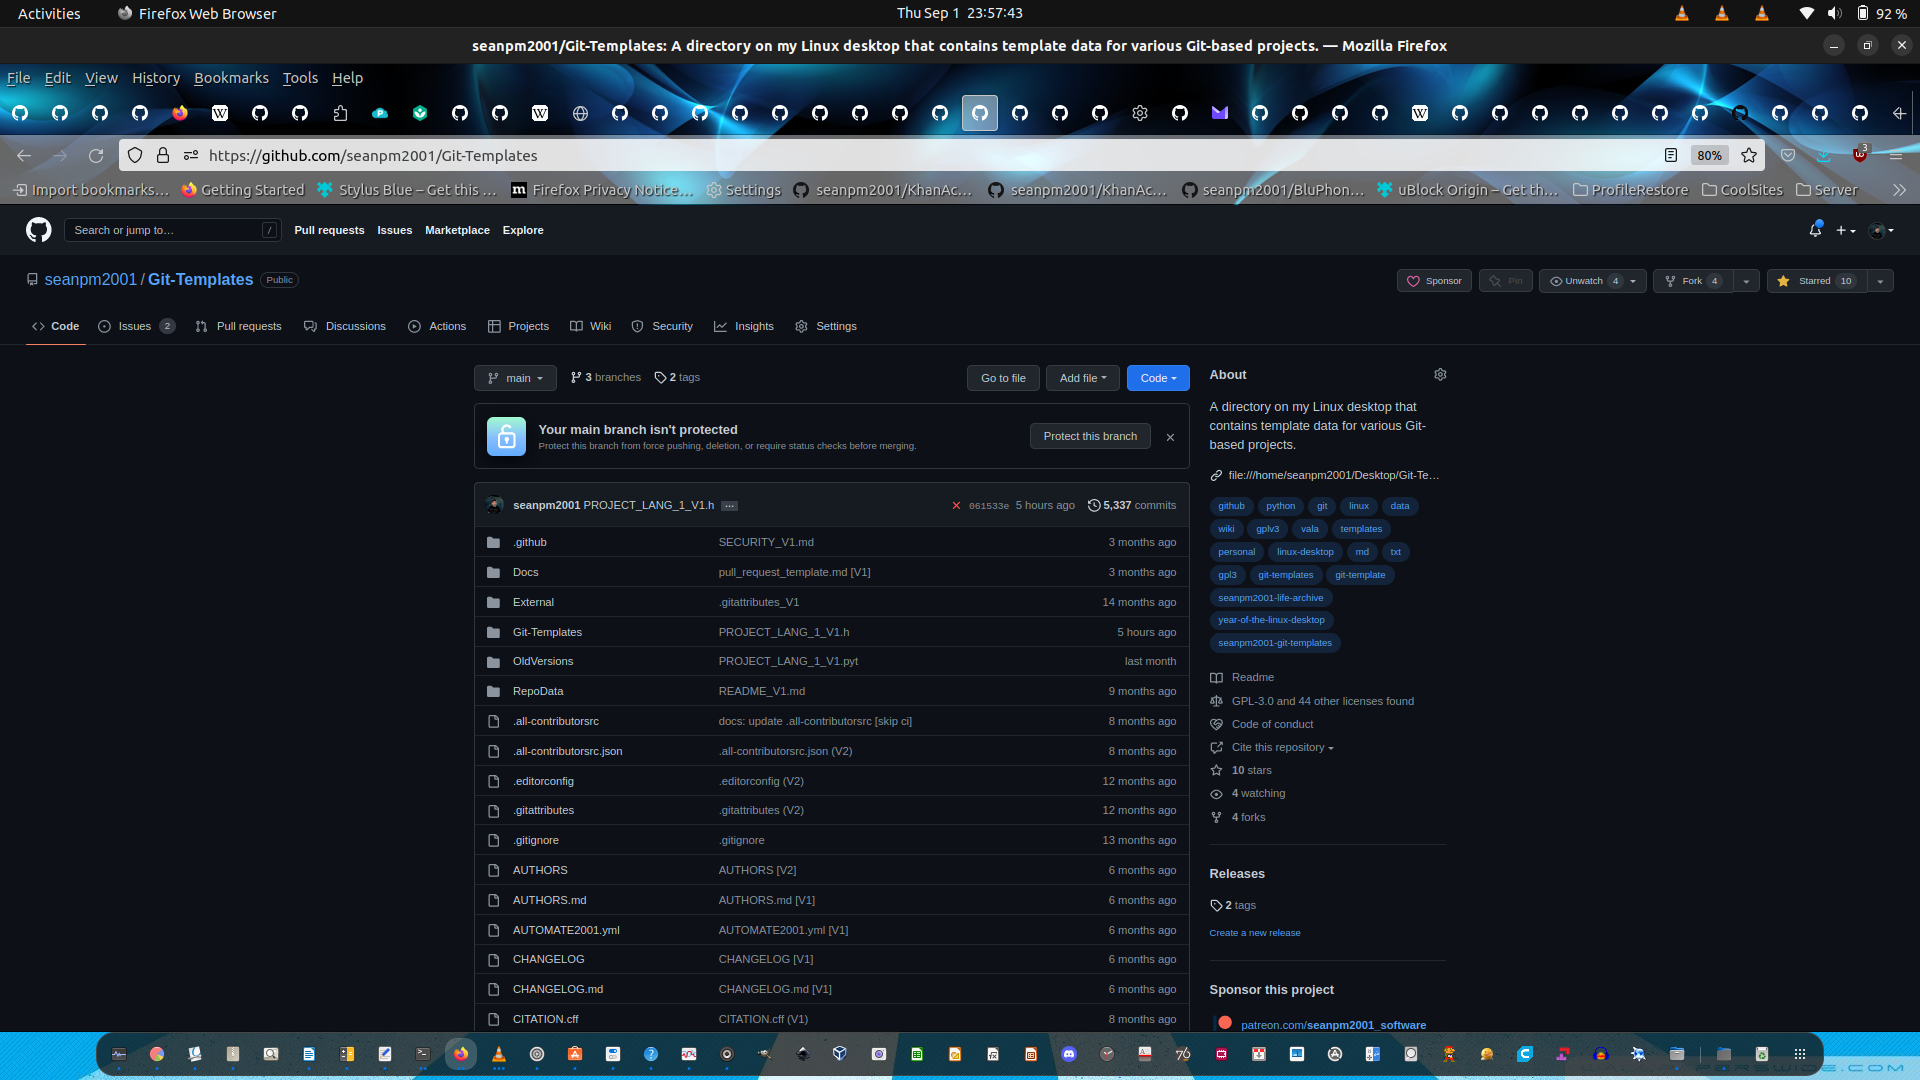 Activities
Firefox Web Browser
Thu Sep 1 23:57:43
92 %
seanpm2001/Git-Templates: A directory on my Linux desktop that contains template data for various Git-based projects. — Mozilla Firefox
File Edit View History Bookmarks Tools Help
https://github.com/seanpm2001/Git-Templates
80%
3
Import bookmarks…
Getting Started
Stylus Blue – Get this …
Firefox Privacy Notice…
Settings
seanpm2001/KhanAc…
seanpm2001/KhanAc…
seanpm2001/BluPhon…
uBlock Origin – Get th…
ProfileRestore
CoolSites
Server
Search or jump to…
/
Pull requests
Issues
Marketplace
Explore
seanpm2001 / Git-Templates
Public
Sponsor
Pin
Unwatch 4
Fork 4
Starred 10
Code
Issues 2
Pull requests
Discussions
Actions
Projects
Wiki
Security
Insights
Settings
main
3 branches
2 tags
Go to file
Add file
Code
Your main branch isn't protected
Protect this branch from force pushing, deletion, or require status checks before merging.
Protect this branch
seanpm2001 PROJECT_LANG_1_V1.h …
061533e 5 hours ago
5,337 commits
.github SECURITY_V1.md 3 months ago
Docs pull_request_template.md [V1] 3 months ago
External .gitattributes_V1 14 months ago
Git-Templates PROJECT_LANG_1_V1.h 5 hours ago
OldVersions PROJECT_LANG_1_V1.pyt last month
RepoData README_V1.md 9 months ago
.all-contributorsrc docs: update .all-contributorsrc [skip ci] 8 months ago
.all-contributorsrc.json .all-contributorsrc.json (V2) 8 months ago
.editorconfig .editorconfig (V2) 12 months ago
.gitattributes .gitattributes (V2) 12 months ago
.gitignore .gitignore 13 months ago
AUTHORS AUTHORS [V2] 6 months ago
AUTHORS.md AUTHORS.md [V1] 6 months ago
AUTOMATE2001.yml AUTOMATE2001.yml [V1] 6 months ago
CHANGELOG CHANGELOG [V1] 6 months ago
CHANGELOG.md CHANGELOG.md [V1] 6 months ago
CITATION.cff CITATION.cff (V1) 8 months ago
About
A directory on my Linux desktop that
contains template data for various Git-
based projects.
file:///home/seanpm2001/Desktop/Git-Te…
github python git linux data
wiki gplv3 vala templates
personal linux-desktop md txt
gpl3 git-templates git-template
seanpm2001-life-archive
year-of-the-linux-desktop
seanpm2001-git-templates
Readme
GPL-3.0 and 44 other licenses found
Code of conduct
Cite this repository
10 stars
4 watching
4 forks
Releases
2 tags
Create a new release
Sponsor this project
patreon.com/seanpm2001_software